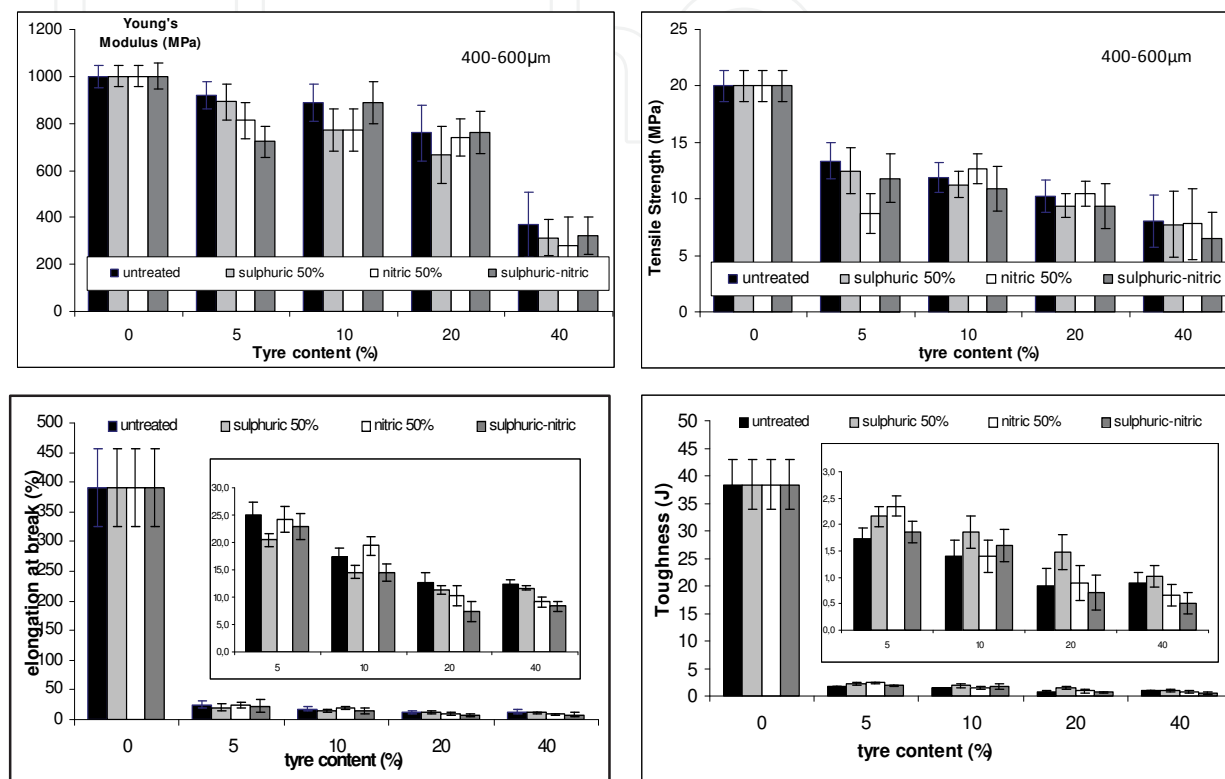 Young's
Modulus (MPa)
400-600µm
1200
1000
800
600
400
200
0
untreated sulphuric 50% nitric 50% sulphuric-nitric
0 5 10 20 40
Tyre content (%)
400-600µm
Tensile Strength (MPa)
25
20
15
10
5
0
untreated sulphuric 50% nitric 50% sulphuric-nitric
0 5 10 20 40
tyre content (%)
untreated sulphuric 50% nitric 50% sulphuric-nitric
elongation at break (%)
500
450
400
350
300
250
200
150
100
50
0
30,0
25,0
20,0
15,0
10,0
5,0
0,0
5 10 20 40
0 5 10 20 40
tyre content (%)
untreated sulphuric 50% nitric 50% sulphuric-nitric
Toughness (J)
50
45
40
35
30
25
20
15
10
5
0
3,0
2,5
2,0
1,5
1,0
0,5
0,0
5 10 20 40
0 5 10 20 40
tyre content (%)